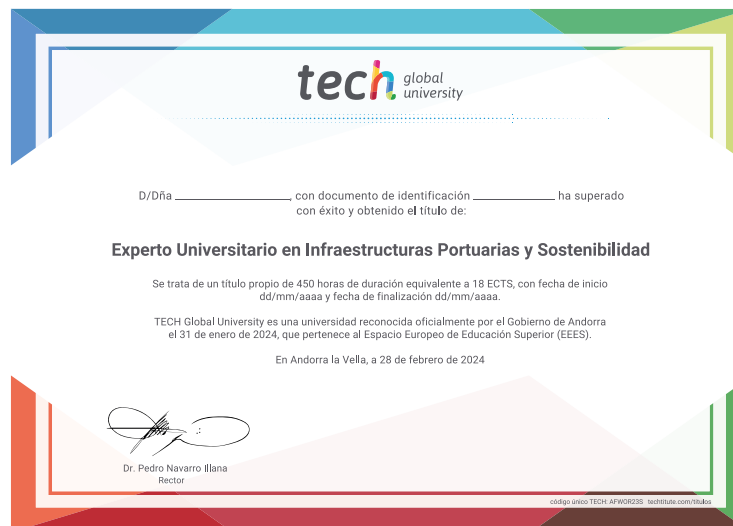 tech global university
D/Dña ____________, con documento de identificación ____________ ha superado
con éxito y obtenido el título de:
Experto Universitario en Infraestructuras Portuarias y Sostenibilidad
Se trata de un título propio de 450 horas de duración equivalente a 18 ECTS, con fecha de inicio
dd/mm/aaaa y fecha de finalización dd/mm/aaaa.
TECH Global University es una universidad reconocida oficialmente por el Gobierno de Andorra
el 31 de enero de 2024, que pertenece al Espacio Europeo de Educación Superior (EEES).
En Andorra la Vella, a 28 de febrero de 2024
Dr. Pedro Navarro Illana
Rector
código único TECH: AFWOR23S techtitute.com/titulos